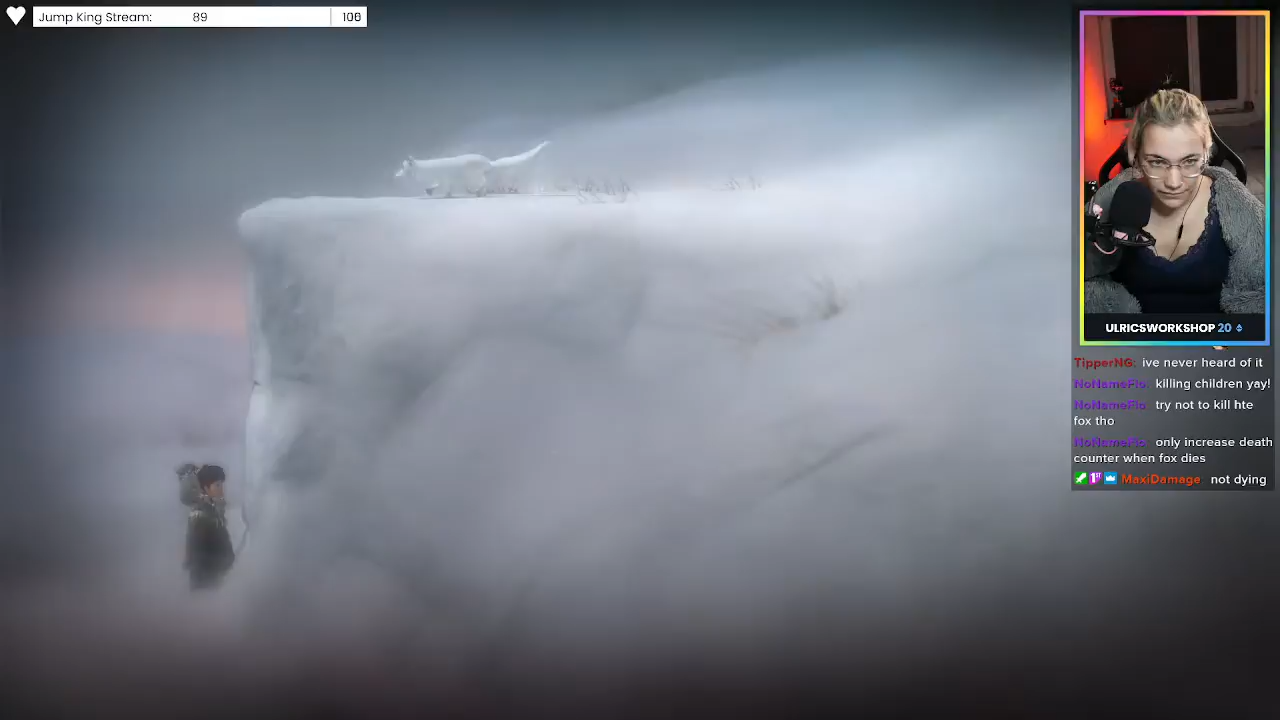 Jump King Stream: 89 106
ULRICSWORKSHOP 20
TipperNG: ive never heard of it
NoNameFlo: killing children yay!
NoNameFlo: try not to kill hte
fox tho
NoNameFlo: only increase death
counter when fox dies
MaxiDamage not dying